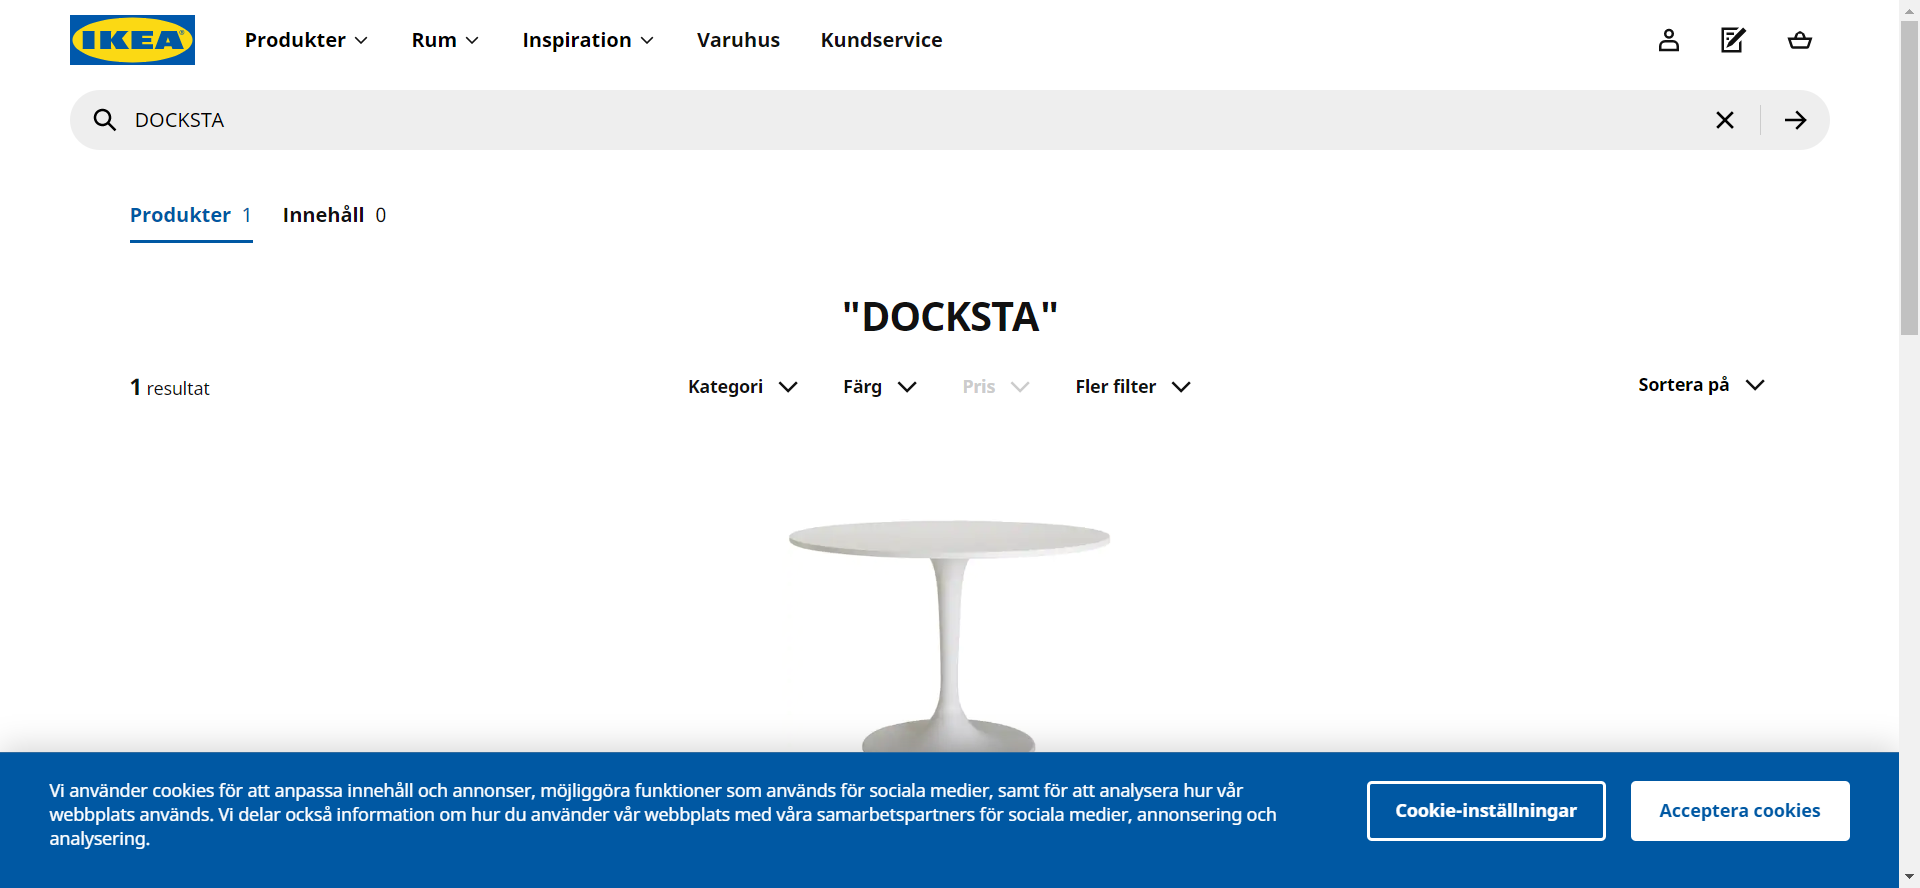 IKEA
Produkter
Rum
Inspiration
Varuhus
Kundservice
DOCKSTA
Produkter 1
Innehåll 0
"DOCKSTA"
1 resultat
Kategori
Färg
Pris
Fler filter
Sortera på
Vi använder cookies för att anpassa innehåll och annonser, möjliggöra funktioner som används för sociala medier, samt för att analysera hur vår
webbplats används. Vi delar också information om hur du använder vår webbplats med våra samarbetspartners för sociala medier, annonsering och
analysering.
Cookie-inställningar
Acceptera cookies